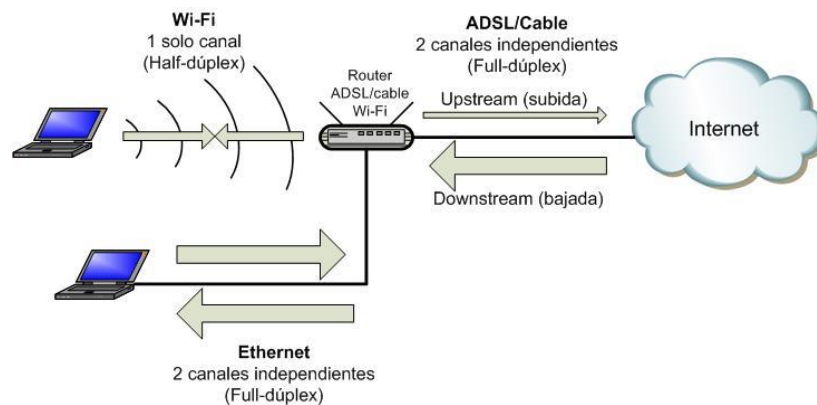 Wi-Fi
1 solo canal
(Half-dúplex)
Router
ADSL/cable
Wi-Fi
ADSL/Cable
2 canales independientes
(Full-dúplex)
Upstream (subida)
Internet
Downstream (bajada)
Ethernet
2 canales independientes
(Full-dúplex)